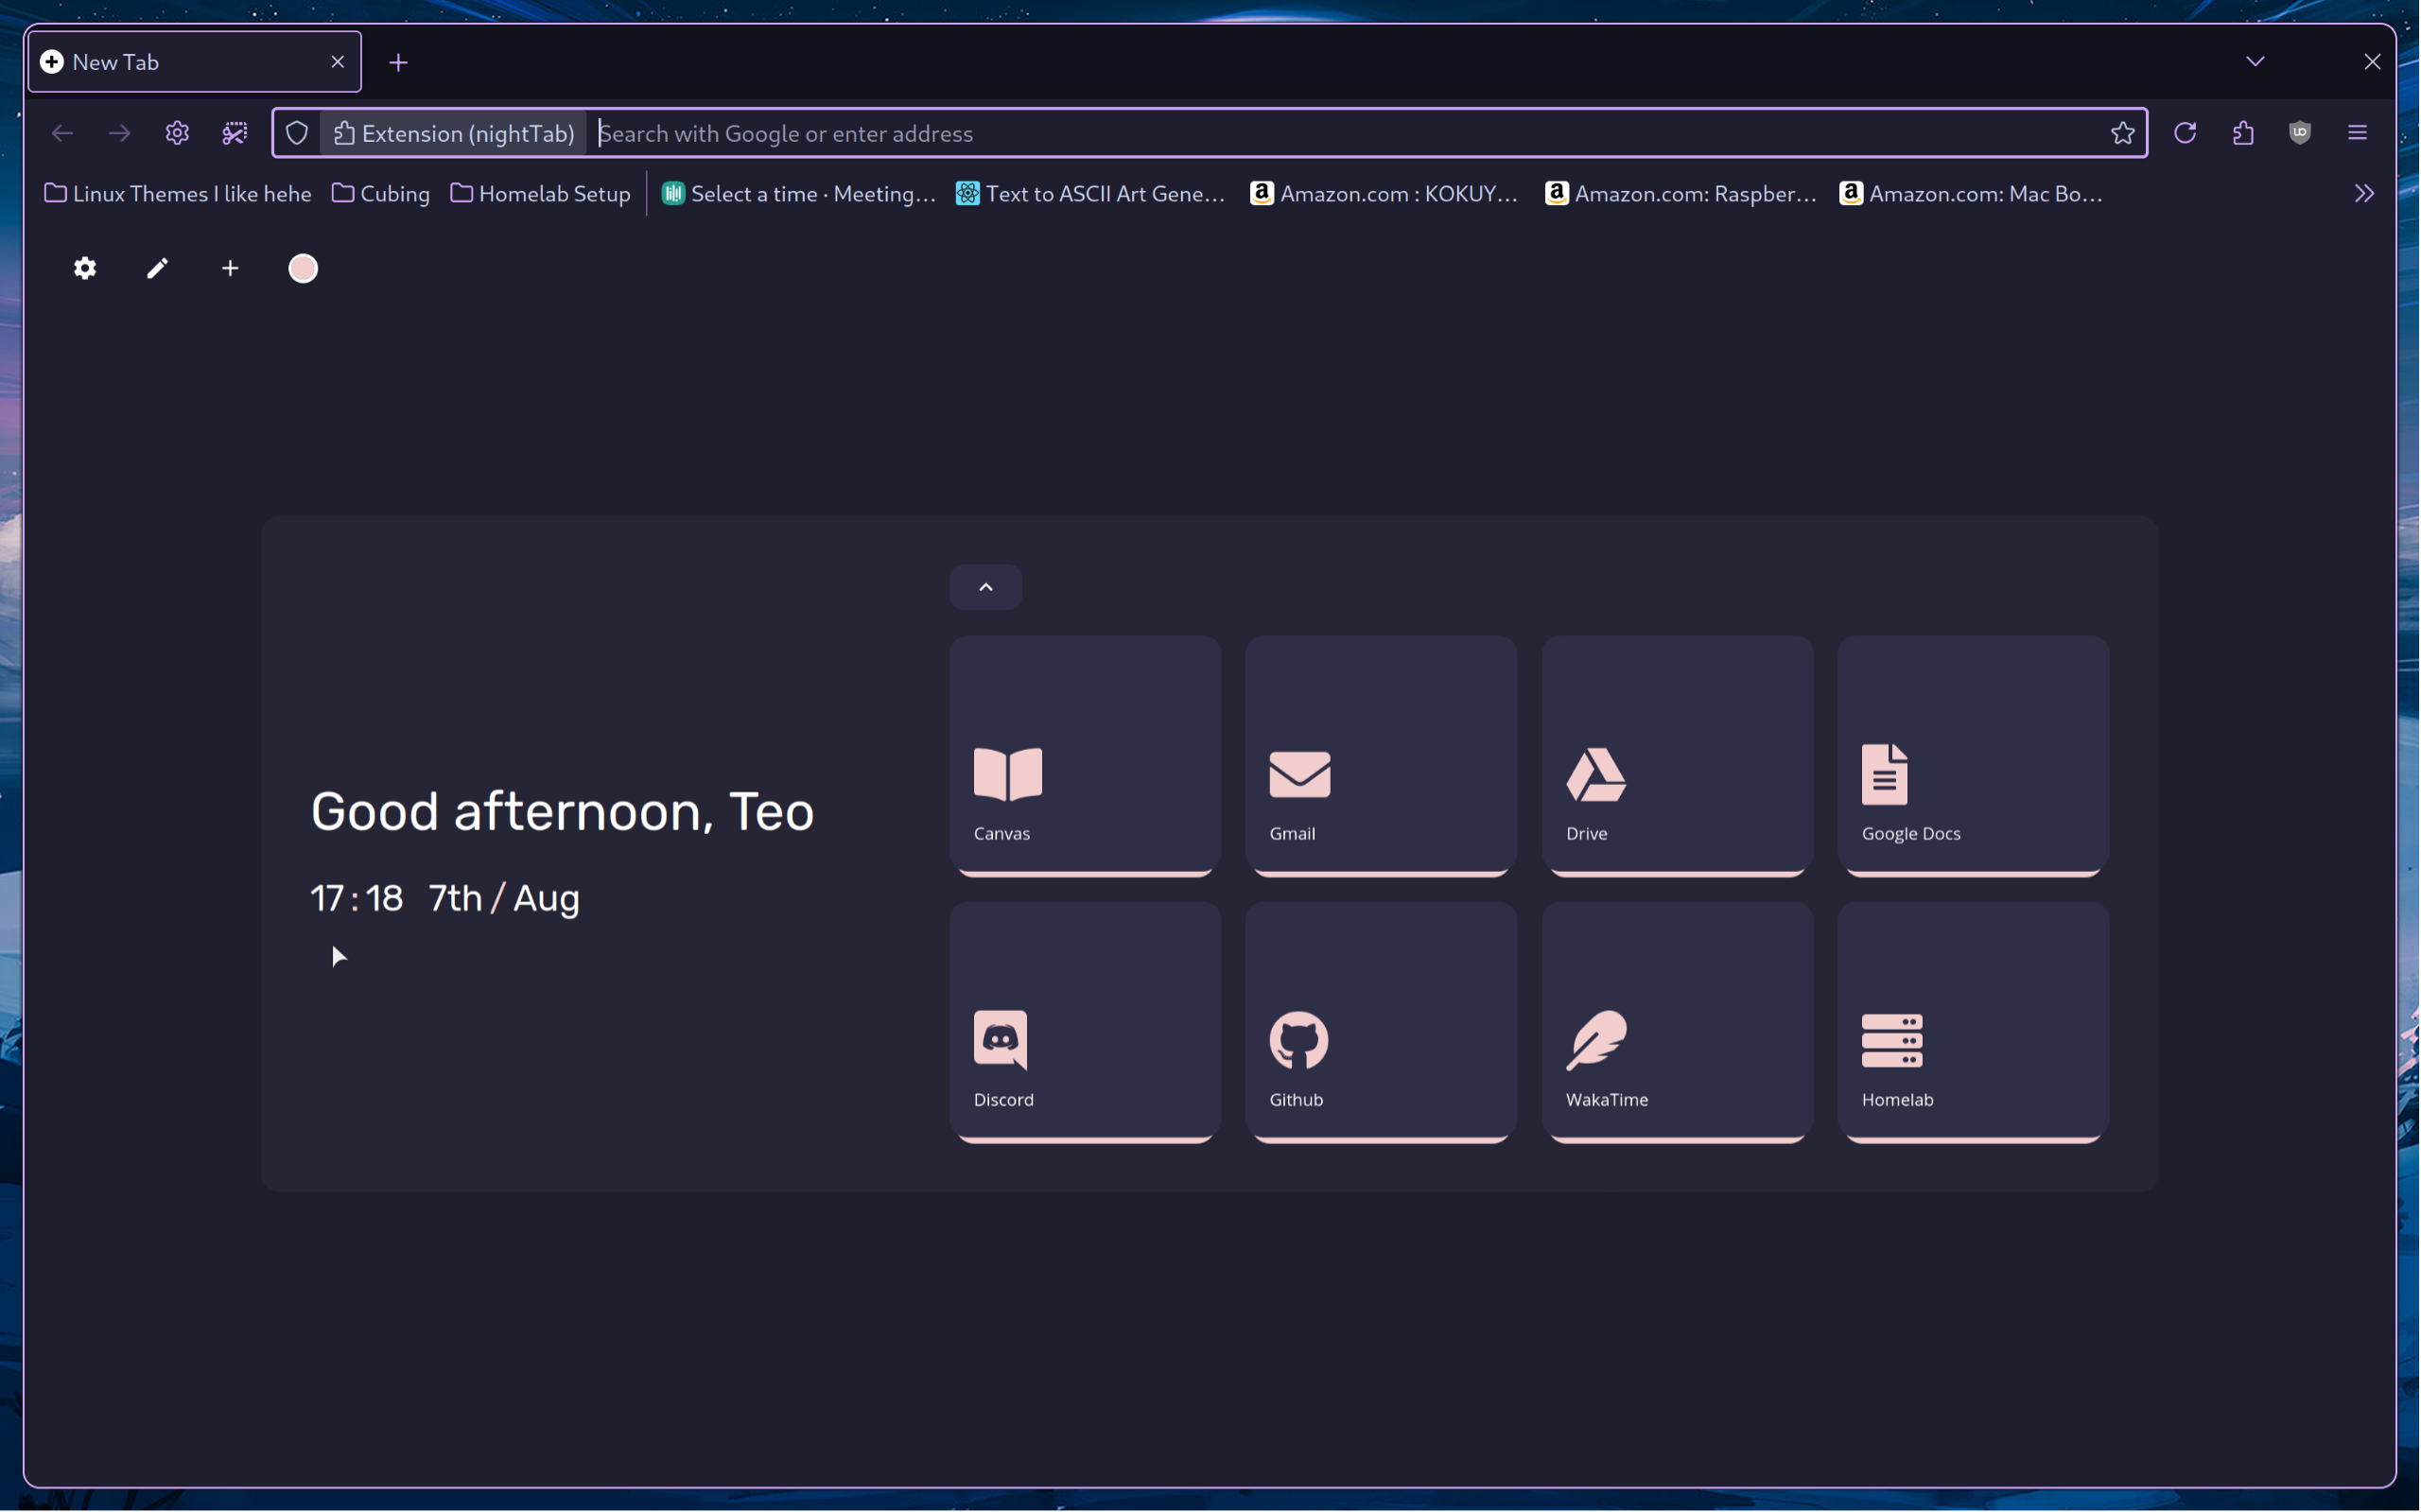 New Tab
Extension (nightTab) Search with Google or enter address
Linux Themes I like hehe Cubing Homelab Setup Select a time · Meeting… Text to ASCII Art Gene… Amazon.com : KOKUY… Amazon.com: Raspber… Amazon.com: Mac Bo…
Good afternoon, Teo
17 : 18 7th / Aug
Canvas Gmail Drive Google Docs
Discord Github WakaTime Homelab